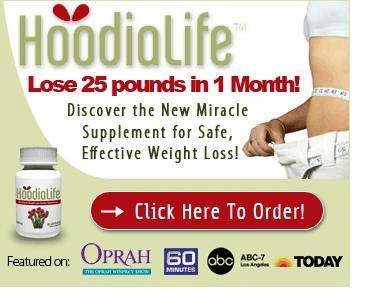 HoodiaLife™
Lose 25 pounds in 1 Month!
Discover the New Miracle
Supplement for Safe,
Effective Weight Loss!
HoodiaLife
Click Here To Order!
Featured on:
OPRAH
THE OPRAH WINFREY SHOW
60
MINUTES
abc
ABC-7
Los Angeles
TODAY